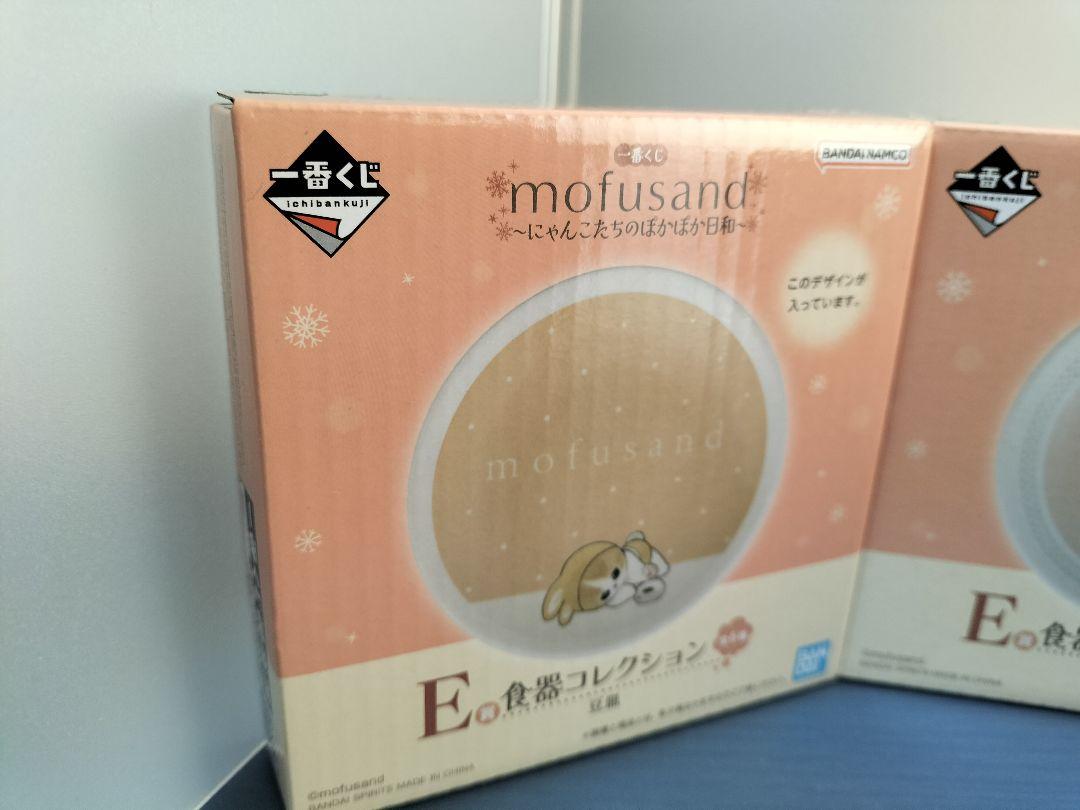 一番くじ
ichibankuji
一番くじ
mofusand
〜にゃんこたちのぽかぽか日和〜
BANDAI NAMCO
このデザインが
入っています。
mofusand
E賞 食器コレクション
豆皿
©mofusand
BANDAI SPIRITS MADE IN CHINA
一番くじ
ichibankuji
E賞 食器